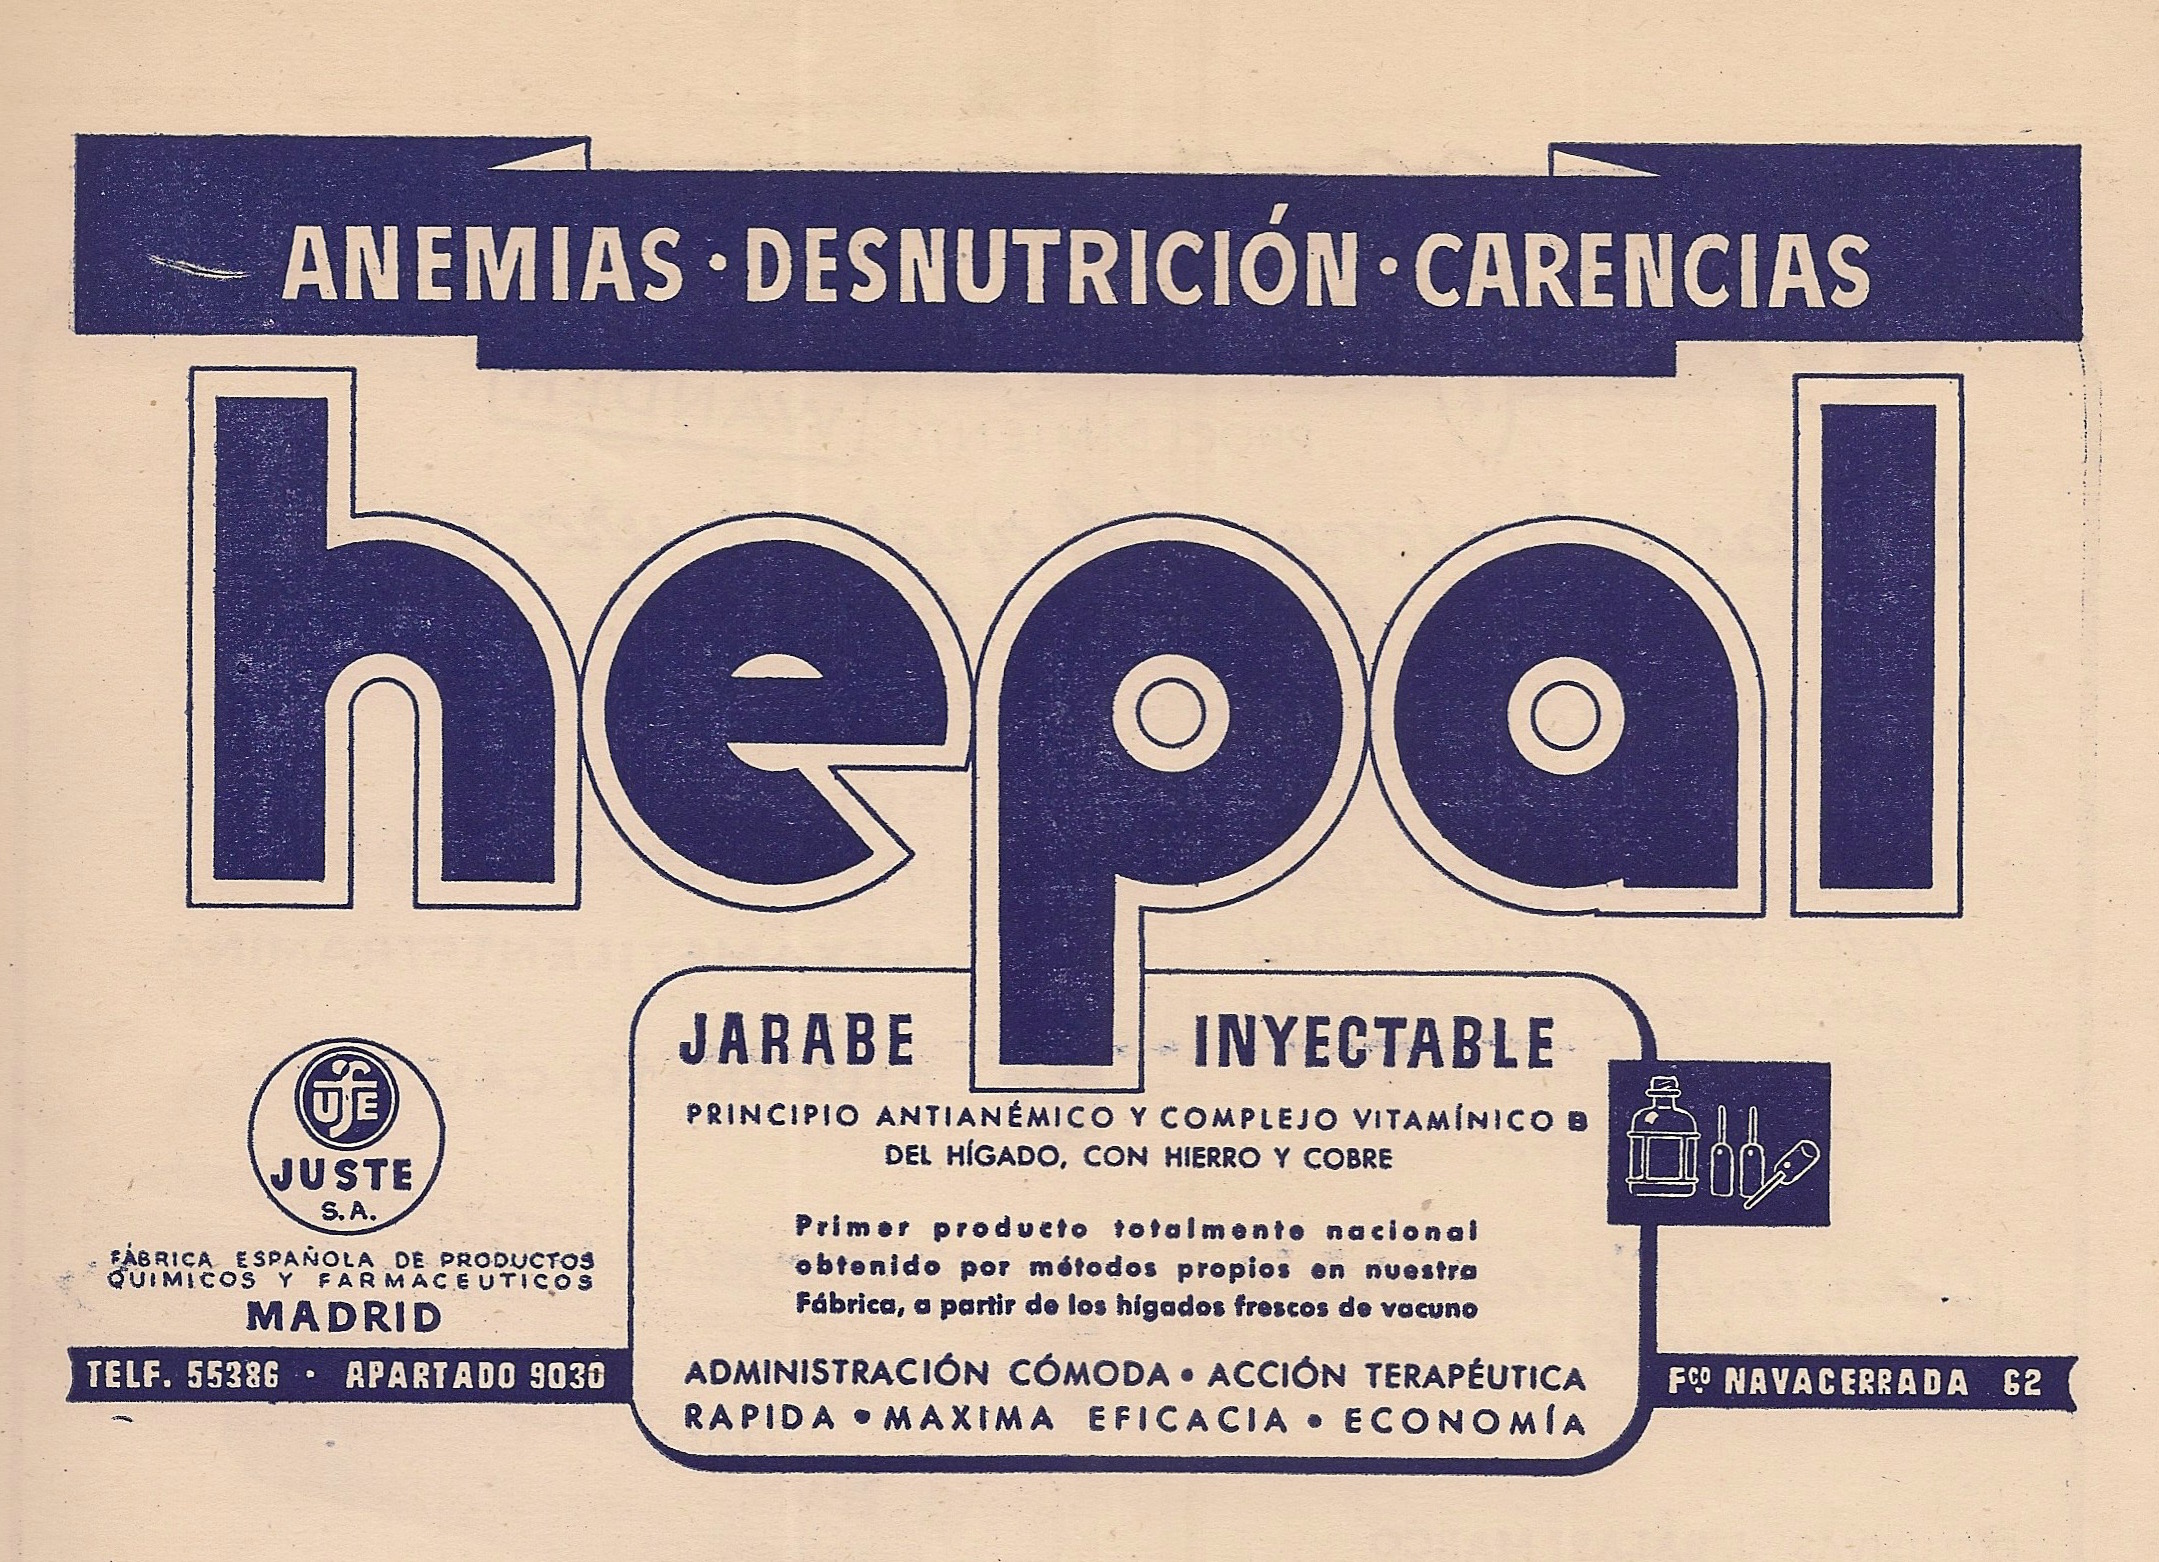 ANEMIAS · DESNUTRICIÓN · CARENCIAS
hepal
JARABE INYECTABLE
PRINCIPIO ANTIANÉMICO Y COMPLEJO VITAMÍNICO B
DEL HÍGADO, CON HIERRO Y COBRE
Primer producto totalmente nacional
obtenido por métodos propios en nuestra
Fábrica, a partir de los hígados frescos de vacuno
ADMINISTRACIÓN CÓMODA • ACCIÓN TERAPÉUTICA
RAPIDA • MAXIMA EFICACIA • ECONOMÍA
UJE
JUSTE
S.A.
FÁBRICA ESPAÑOLA DE PRODUCTOS
QUIMICOS Y FARMACEUTICOS
MADRID
TELF. 55386 · APARTADO 9030
Fco NAVACERRADA 62